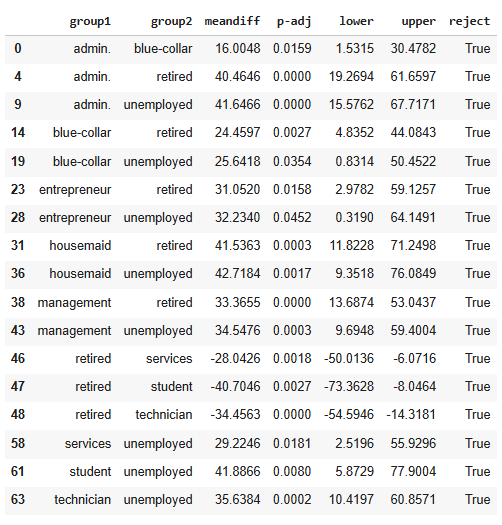 group1 group2 meandiff p-adj lower upper reject
0 admin. blue-collar 16.0048 0.0159 1.5315 30.4782 True
4 admin. retired 40.4646 0.0000 19.2694 61.6597 True
9 admin. unemployed 41.6466 0.0000 15.5762 67.7171 True
14 blue-collar retired 24.4597 0.0027 4.8352 44.0843 True
19 blue-collar unemployed 25.6418 0.0354 0.8314 50.4522 True
23 entrepreneur retired 31.0520 0.0158 2.9782 59.1257 True
28 entrepreneur unemployed 32.2340 0.0452 0.3190 64.1491 True
31 housemaid retired 41.5363 0.0003 11.8228 71.2498 True
36 housemaid unemployed 42.7184 0.0017 9.3518 76.0849 True
38 management retired 33.3655 0.0000 13.6874 53.0437 True
43 management unemployed 34.5476 0.0003 9.6948 59.4004 True
46 retired services -28.0426 0.0018 -50.0136 -6.0716 True
47 retired student -40.7046 0.0027 -73.3628 -8.0464 True
48 retired technician -34.4563 0.0000 -54.5946 -14.3181 True
58 services unemployed 29.2246 0.0181 2.5196 55.9296 True
61 student unemployed 41.8866 0.0080 5.8729 77.9004 True
63 technician unemployed 35.6384 0.0002 10.4197 60.8571 True